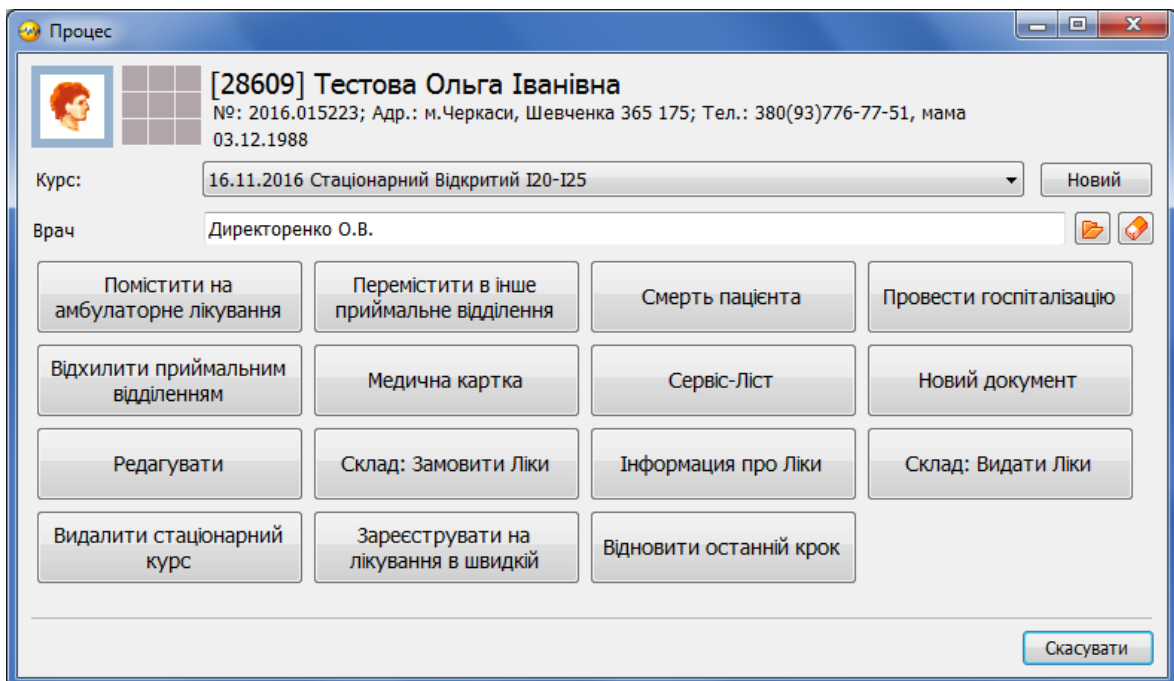 Процес
[28609] Тестова Ольга Іванівна
№: 2016.015223; Адр.: м.Черкаси, Шевченка 365 175; Тел.: 380(93)776-77-51, мама
03.12.1988
Курс: 16.11.2016 Стаціонарний Відкритий I20-I25 Новий
Врач Директоренко О.В.
Помістити на
амбулаторне лікування
Перемістити в інше
приймальне відділення
Смерть пацієнта
Провести госпіталізацію
Відхилити приймальним
відділенням
Медична картка
Сервіс-Ліст
Новий документ
Редагувати
Склад: Замовити Ліки
Інформация про Ліки
Склад: Видати Ліки
Видалити стаціонарний
курс
Зареєструвати на
лікування в швидкій
Відновити останній крок
Скасувати